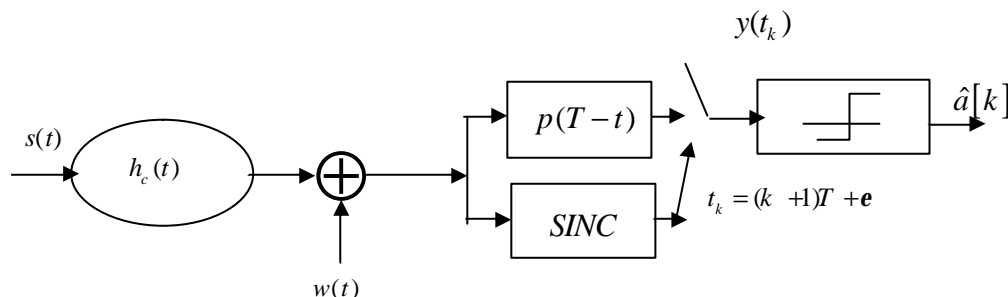 y(t_k)
s(t)
h_c(t)
p(T − t)
â[k]
SINC
t_k = (k +1)T + e
w(t)